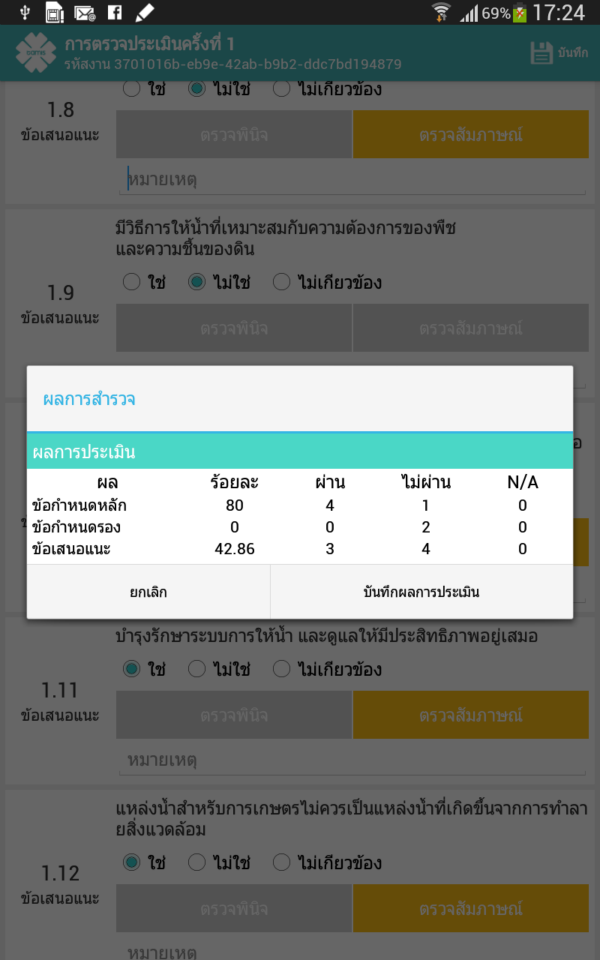 69% 17:24
การตรวจประเมินครั้งที่ 1
รหัสงาน 3701016b-eb9e-42ab-b9b2-ddc7bd194879
บันทึก
ใช่ ไม่ใช่ ไม่เกี่ยวข้อง
1.8
ข้อเสนอแนะ
ตรวจพินิจ ตรวจสัมภาษณ์
หมายเหตุ
มีวิธีการให้น้ำที่เหมาะสมกับความต้องการของพืช
และความชื้นของดิน
ใช่ ไม่ใช่ ไม่เกี่ยวข้อง
1.9
ข้อเสนอแนะ
ตรวจพินิจ ตรวจสัมภาษณ์
ผลการสำรวจ
ผลการประเมิน
ผล ร้อยละ ผ่าน ไม่ผ่าน N/A
ข้อกำหนดหลัก 80 4 1 0
ข้อกำหนดรอง 0 0 2 0
ข้อเสนอแนะ 42.86 3 4 0
ยกเลิก บันทึกผลการประเมิน
บำรุงรักษาระบบการให้น้ำ และดูแลให้มีประสิทธิภาพอยู่เสมอ
ใช่ ไม่ใช่ ไม่เกี่ยวข้อง
1.11
ข้อเสนอแนะ
ตรวจพินิจ ตรวจสัมภาษณ์
หมายเหตุ
แหล่งน้ำสำหรับการเกษตรไม่ควรเป็นแหล่งน้ำที่เกิดขึ้นจากการทำลา
ยสิ่งแวดล้อม
ใช่ ไม่ใช่ ไม่เกี่ยวข้อง
1.12
ข้อเสนอแนะ
ตรวจพินิจ ตรวจสัมภาษณ์
หมายเหตุ